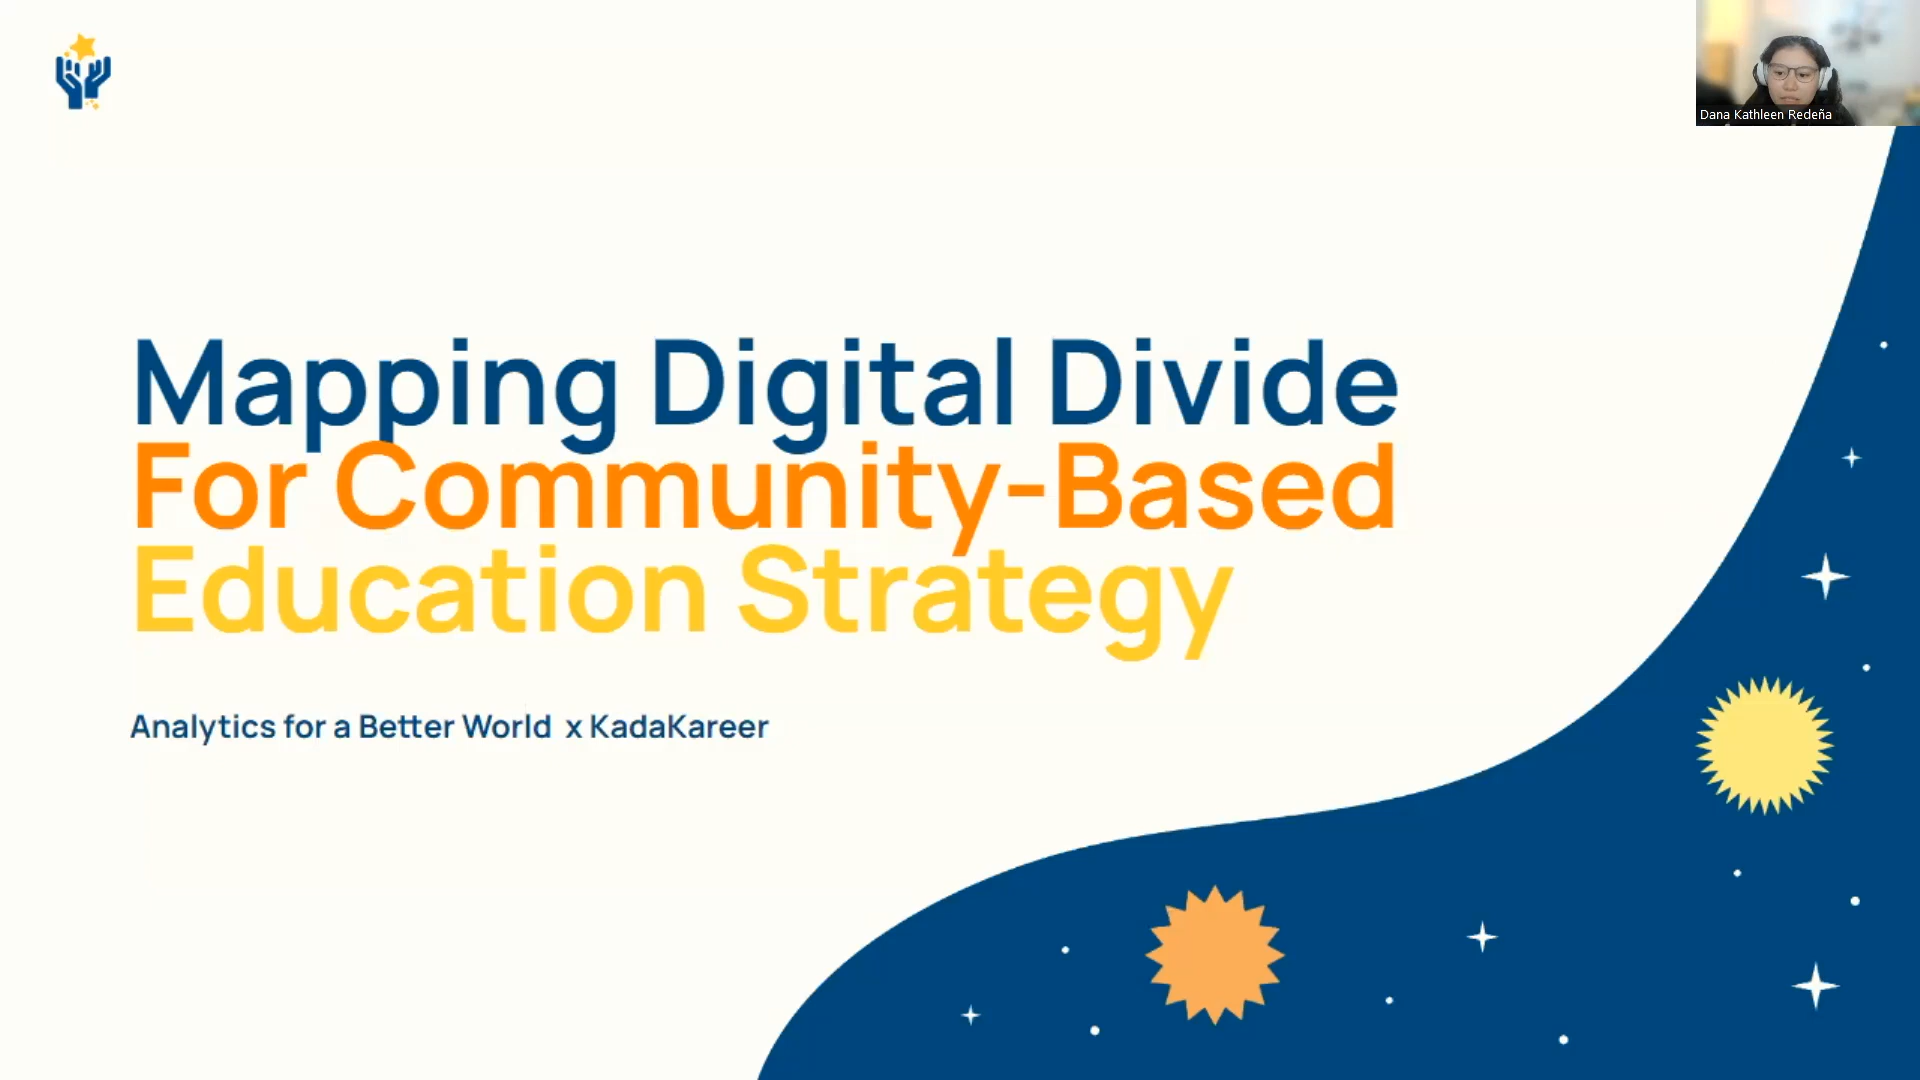 Dana Kathleen Redeña
Mapping Digital Divide
For Community-Based
Education Strategy
Analytics for a Better World x KadaKareer